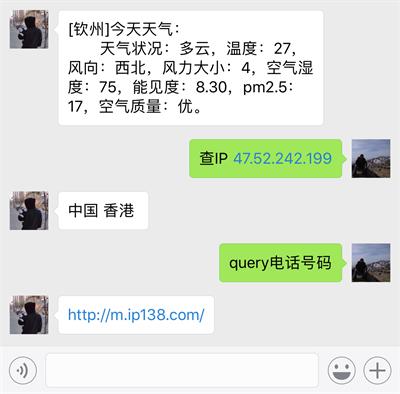 [钦州]今天天气：
天气状况：多云，温度：27，
风向：西北，风力大小：4，空气湿
度：75，能见度：8.30，pm2.5：
17，空气质量：优。
查IP 47.52.242.199
中国 香港
query电话号码
http://m.ip138.com/